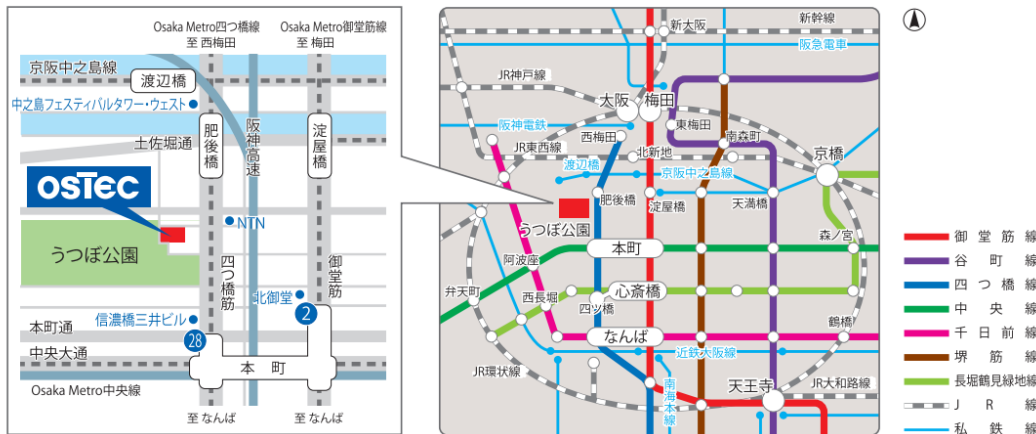 Osaka Metro四つ橋線
至 西梅田
Osaka Metro御堂筋線
至 梅田
京阪中之島線
渡辺橋
中之島フェスティバルタワー・ウェスト
土佐堀通
肥後橋
阪神高速
淀屋橋
OSTEC
NTN
うつぼ公園
四つ橋筋
御堂筋
北御堂
2
信濃橋三井ビル
28
本町通
中央大通
本町
Osaka Metro中央線
至 なんば
至 なんば
新大阪
新幹線
阪急電車
JR神戸線
大阪
梅田
阪神電鉄
西梅田
東梅田
南森町
JR東西線
北新地
京橋
渡辺橋
京阪中之島線
肥後橋
淀屋橋
天満橋
うつぼ公園
本町
森ノ宮
阿波座
弁天町
西長堀
心斎橋
四ツ橋
なんば
鶴橋
近鉄大阪線
JR環状線
南海本線
天王寺
JR大和路線
御堂筋線
谷町線
四つ橋線
中央線
千日前線
堺筋線
長堀鶴見緑地線
JR線
私鉄線